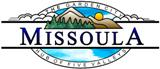 THE GARDEN CITY
MISSOULA
HUB OF FIVE VALLEYS